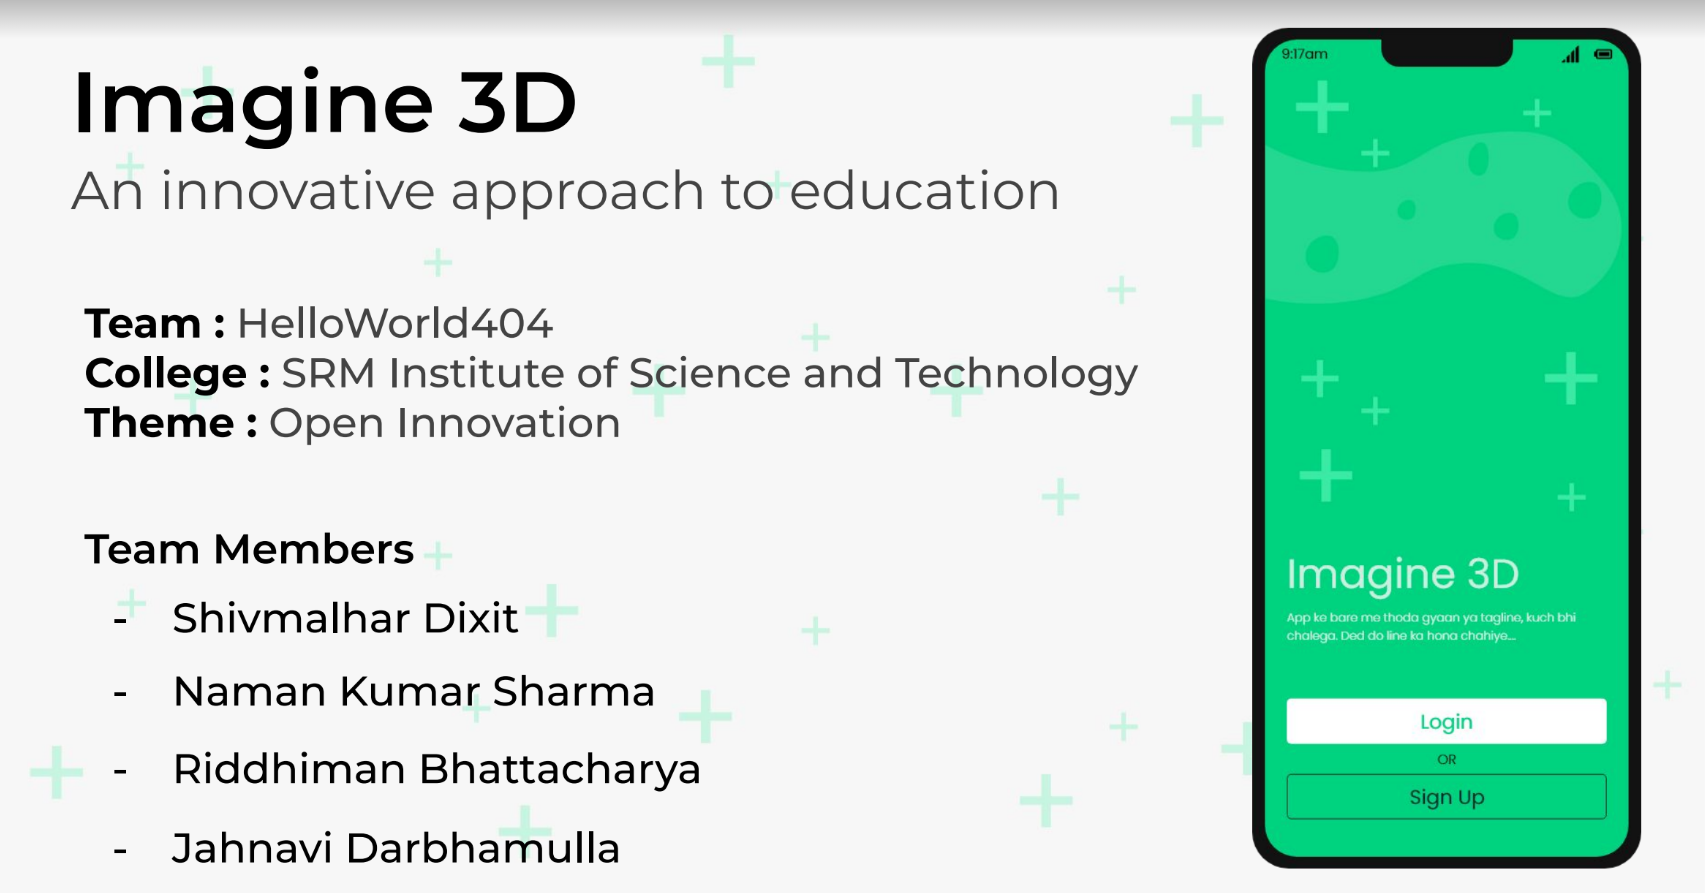 Imagine 3D
An innovative approach to education
Team : HelloWorld404
College : SRM Institute of Science and Technology
Theme : Open Innovation
Team Members
- Shivmalhar Dixit
- Naman Kumar Sharma
- Riddhiman Bhattacharya
- Jahnavi Darbhamulla
9:17am
Imagine 3D
App ke bare me thoda gyaan ya tagline, kuch bhi
chalega. Ded do line ka hona chahiye...
Login
OR
Sign Up